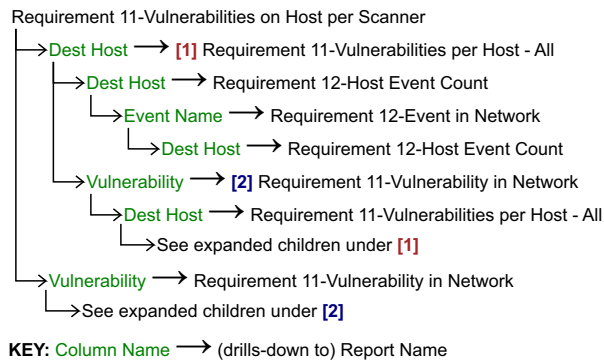 Requirement 11-Vulnerabilities on Host per Scanner
Dest Host → [1] Requirement 11-Vulnerabilities per Host - All
Dest Host → Requirement 12-Host Event Count
Event Name → Requirement 12-Event in Network
Dest Host → Requirement 12-Host Event Count
Vulnerability → [2] Requirement 11-Vulnerability in Network
Dest Host → Requirement 11-Vulnerabilities per Host - All
See expanded children under [1]
Vulnerability → Requirement 11-Vulnerability in Network
See expanded children under [2]
KEY: Column Name → (drills-down to) Report Name